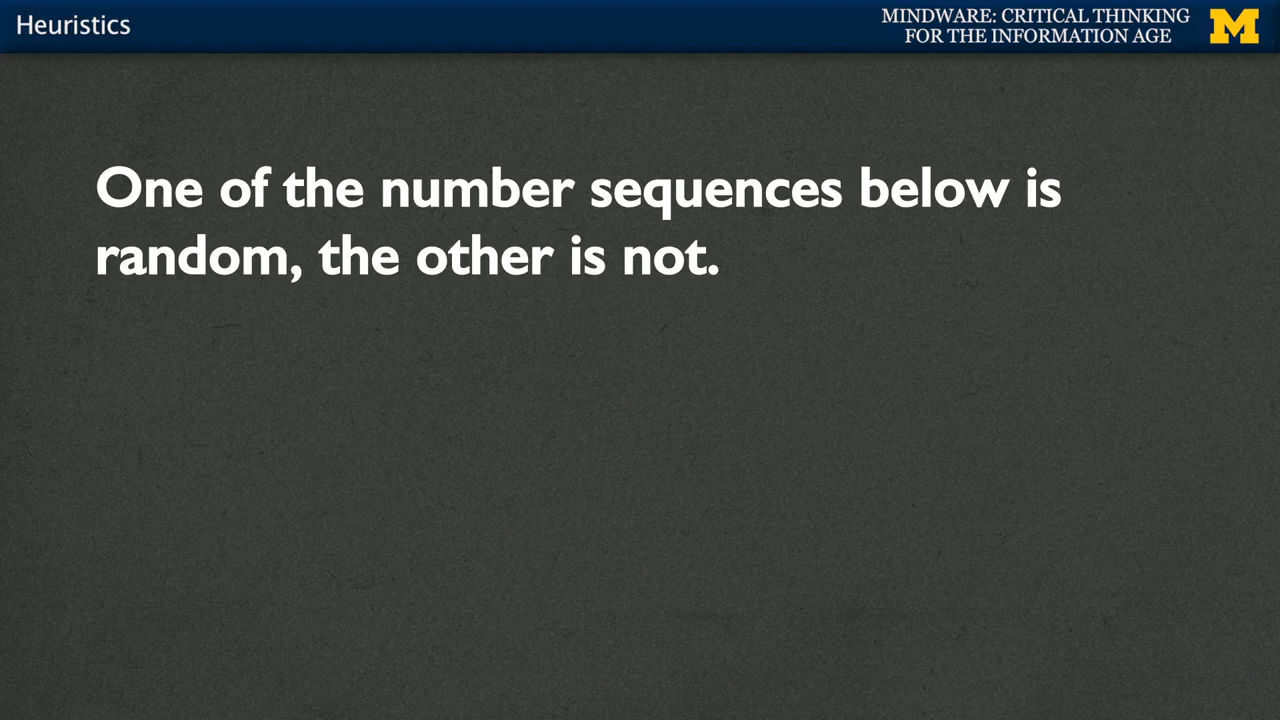 Heuristics
MINDWARE: CRITICAL THINKING
FOR THE INFORMATION AGE
M
One of the number sequences below is
random, the other is not.